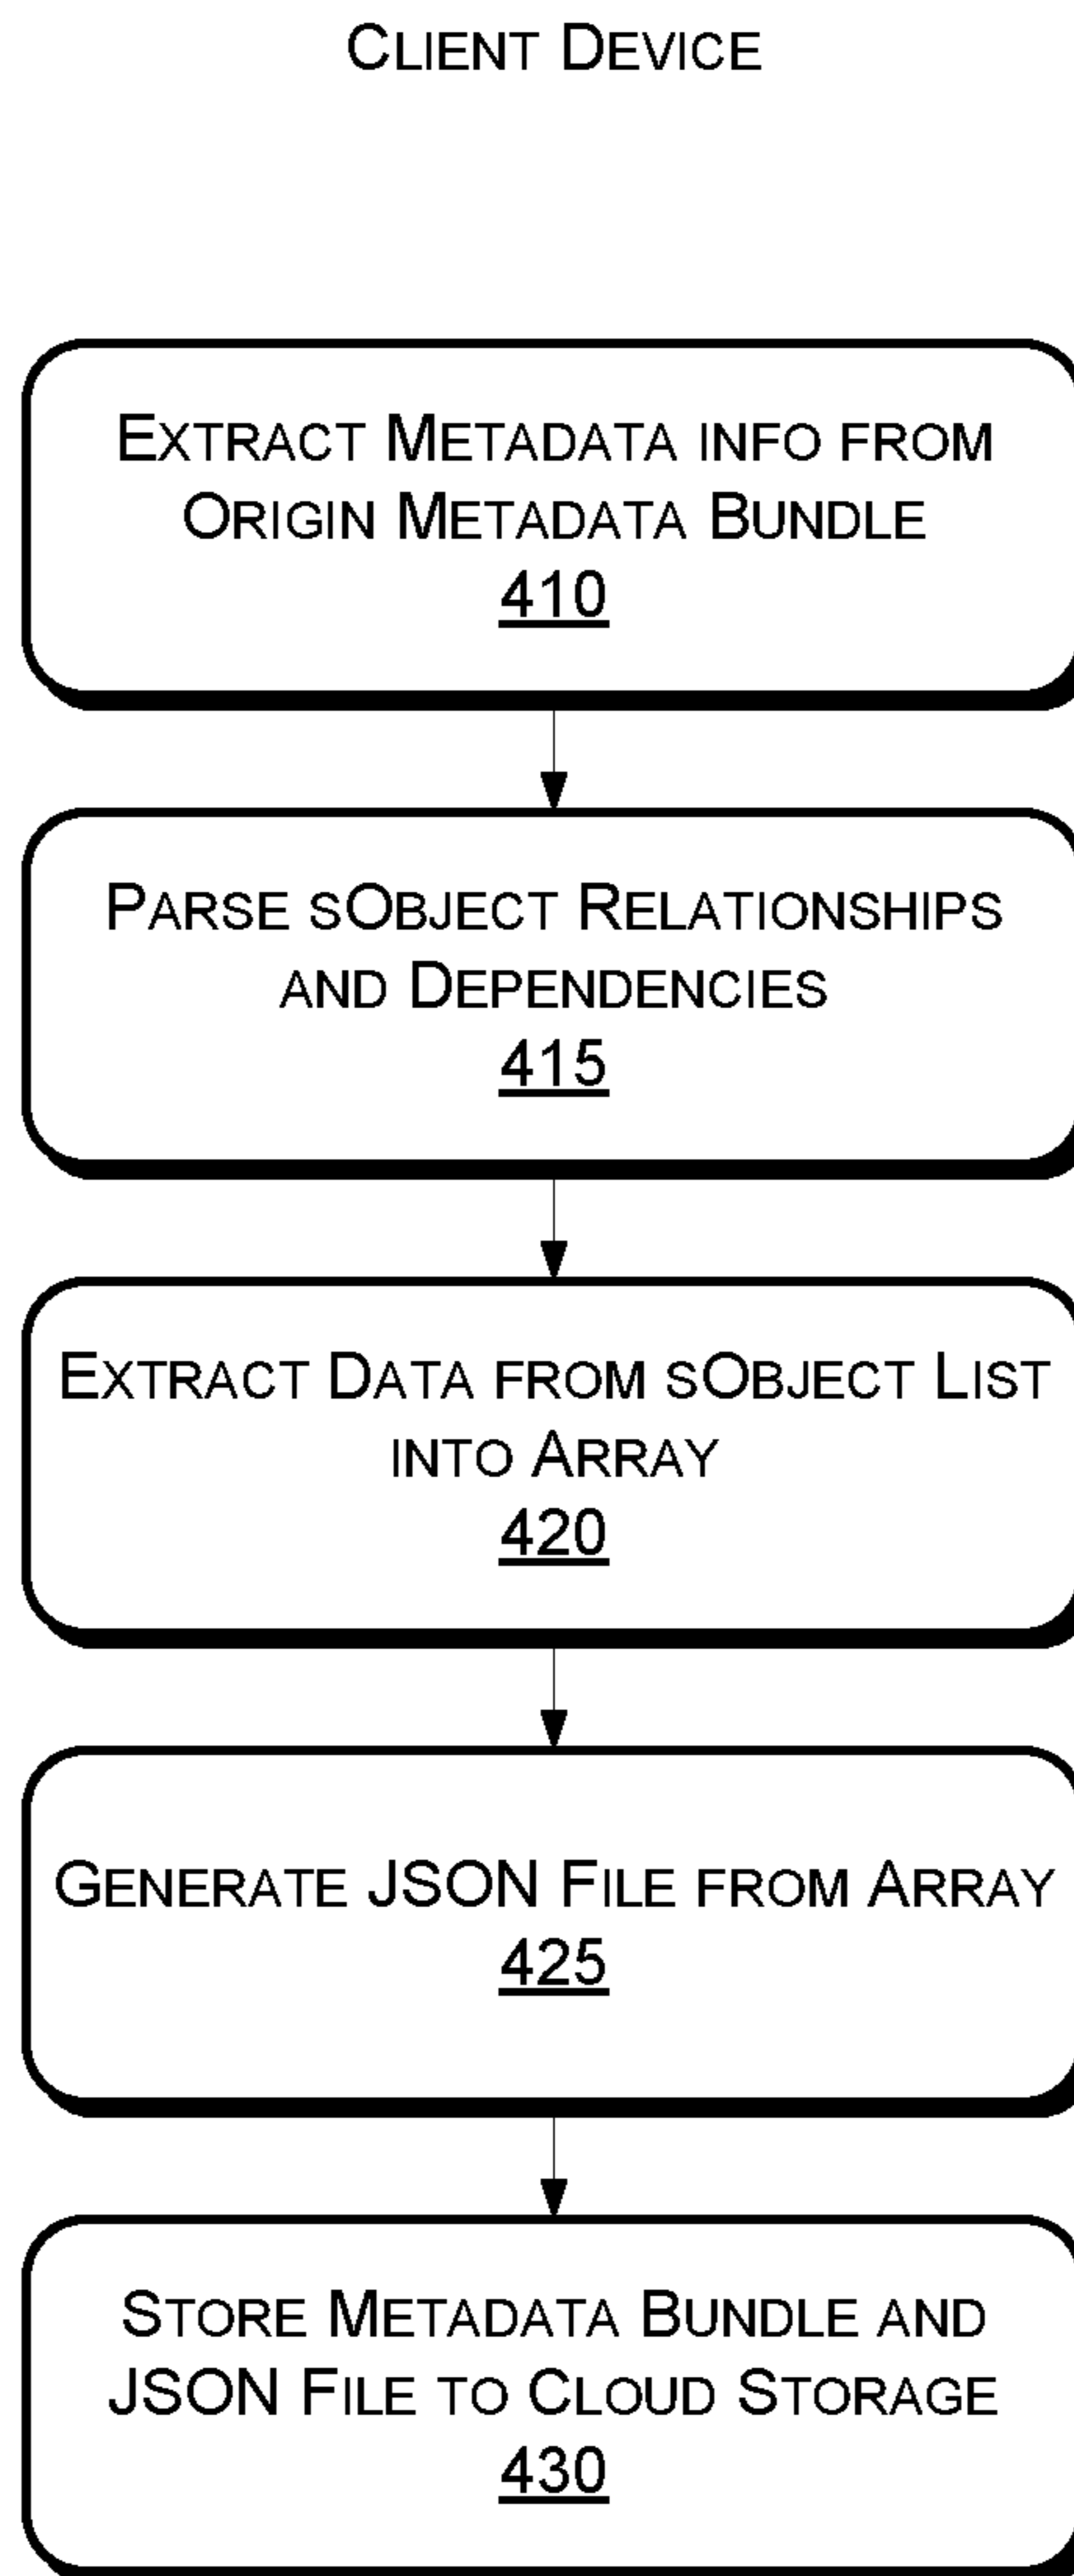 CLIENT DEVICE
EXTRACT METADATA INFO FROM
ORIGIN METADATA BUNDLE
410
PARSE SOBJECT RELATIONSHIPS
AND DEPENDENCIES
415
EXTRACT DATA FROM SOBJECT LIST
INTO ARRAY
420
GENERATE JSON FILE FROM ARRAY
425
STORE METADATA BUNDLE AND
JSON FILE TO CLOUD STORAGE
430